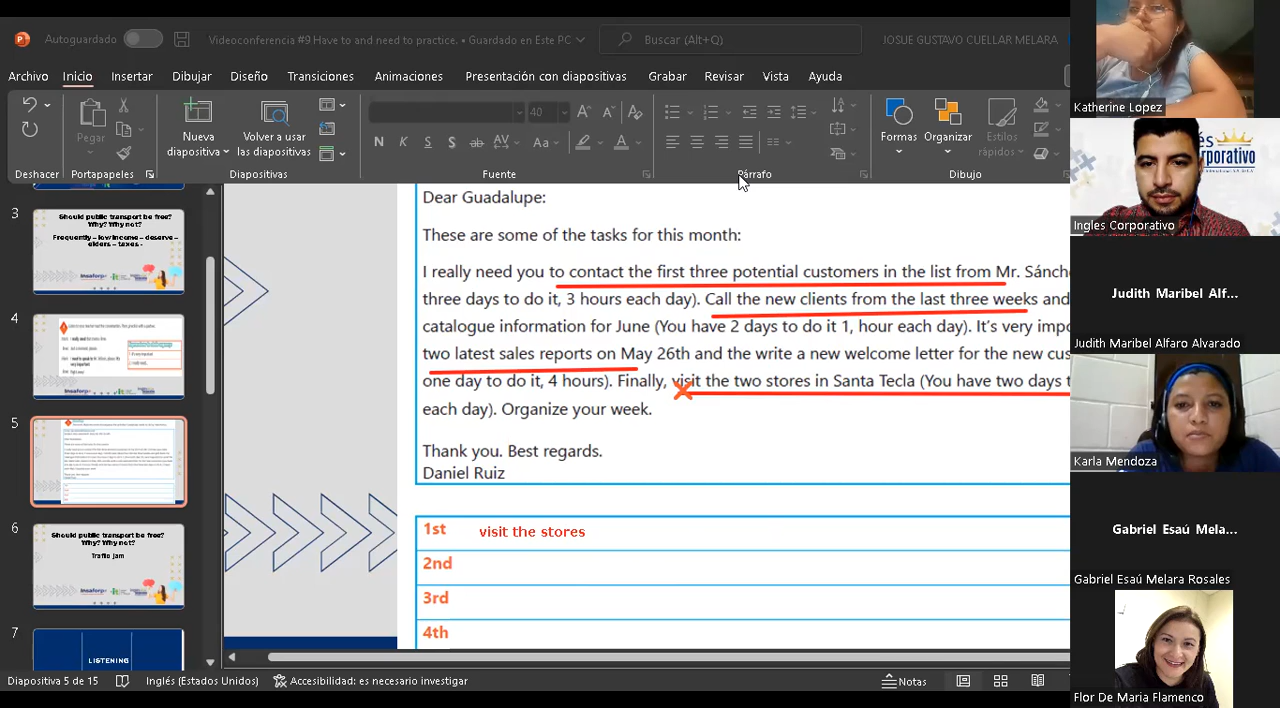 Autoguardado
Videoconferencia #9 Have to and need to practice. • Guardado en Este PC
Buscar (Alt+Q)
JOSUE GUSTAVO CUELLAR MELARA
Archivo Inicio Insertar Dibujar Diseño Transiciones Animaciones Presentación con diapositivas Grabar Revisar Vista Ayuda
Pegar
Nueva diapositiva
Volver a usar las diapositivas
40
N K S S ab AV Aa A
Formas
Organizar
Estilos rápidos
Deshacer Portapapeles Diapositivas Fuente Párrafo Dibujo
3
Should public transport be free?
Why? Why not?
Frequently – low income – deserve –
elders – taxes -
4
5
6
Should public transport be free?
Why? Why not?
Traffic jam
7
LISTENING
Dear Guadalupe:
These are some of the tasks for this month:
I really need you to contact the first three potential customers in the list from Mr. Sánche
three days to do it, 3 hours each day). Call the new clients from the last three weeks and
catalogue information for June (You have 2 days to do it 1, hour each day). It's very impo
two latest sales reports on May 26th and the write a new welcome letter for the new cus
one day to do it, 4 hours). Finally, visit the two stores in Santa Tecla (You have two days t
each day). Organize your week.
Thank you. Best regards.
Daniel Ruiz
1st visit the stores
2nd
3rd
4th
Diapositiva 5 de 15
Inglés (Estados Unidos)
Accesibilidad: es necesario investigar
Notas
Katherine Lopez
Ingles Corporativo
Judith Maribel Alf...
Judith Maribel Alfaro Alvarado
Karla Mendoza
Gabriel Esaú Mela...
Gabriel Esaú Melara Rosales
Flor De Maria Flamenco